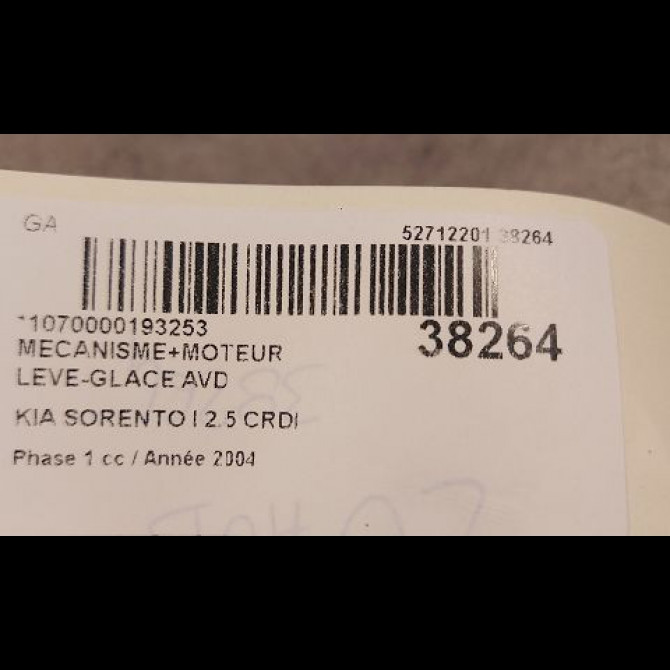 GA
52712201 38264
*1070000193253
38264
MECANISME+MOTEUR
LEVE-GLACE AVD
KIA SORENTO I 2.5 CRDI
Phase 1 cc / Année 2004